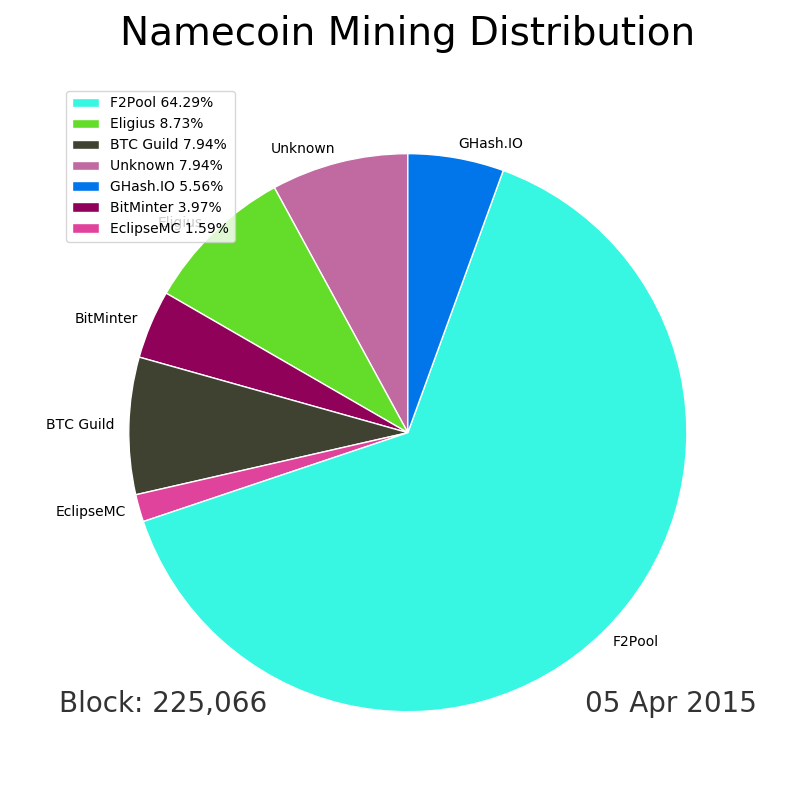 Namecoin Mining Distribution
F2Pool 64.29%
Eligius 8.73%
BTC Guild 7.94%
Unknown 7.94%
GHash.IO 5.56%
BitMinter 3.97%
EclipseMC 1.59%
GHash.IO
Unknown
Eligius
BitMinter
BTC Guild
EclipseMC
F2Pool
Block: 225,066
05 Apr 2015